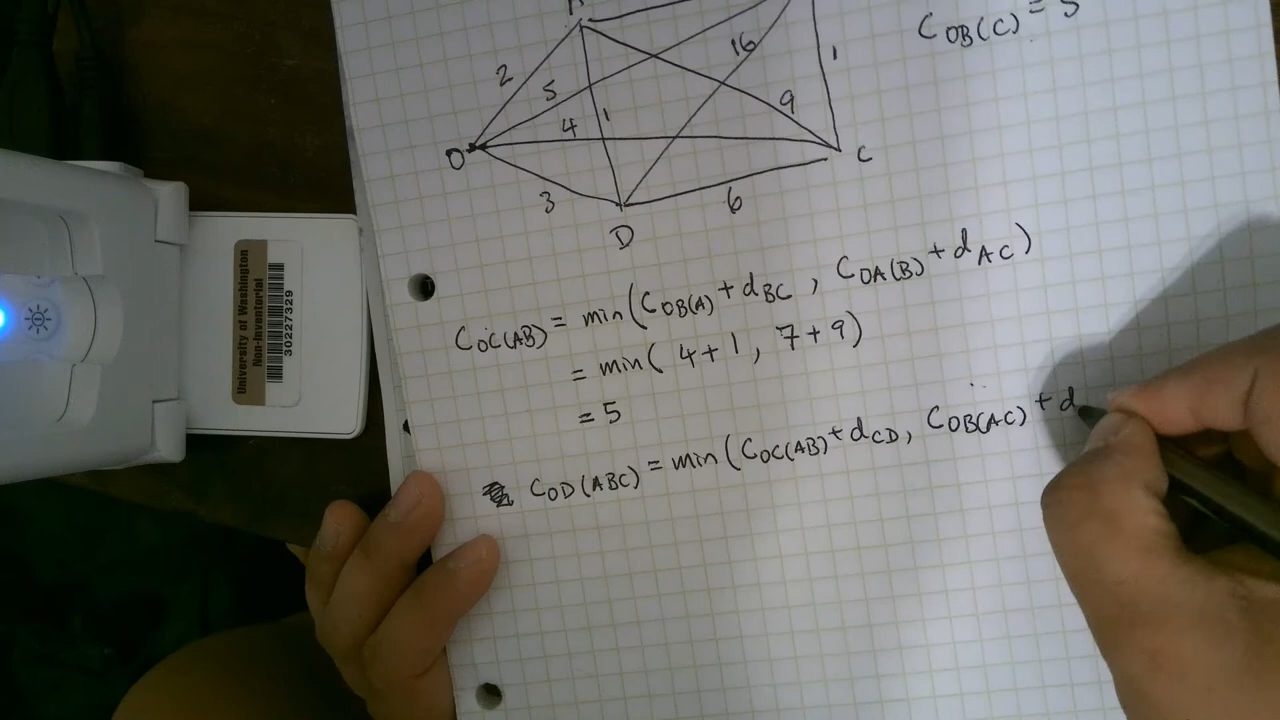 C_OB(C) = 5
2
5
16
1
4
1
9
O
C
3
6
D
C_OC(AB) = min(C_OB(A) + d_BC , C_OA(B) + d_AC)
= min( 4+1 , 7+9)
= 5
C_OD(ABC) = min(C_OC(AB) + d_CD, C_OB(AC) + d
University of Washington
Non-Inventorial
30227329